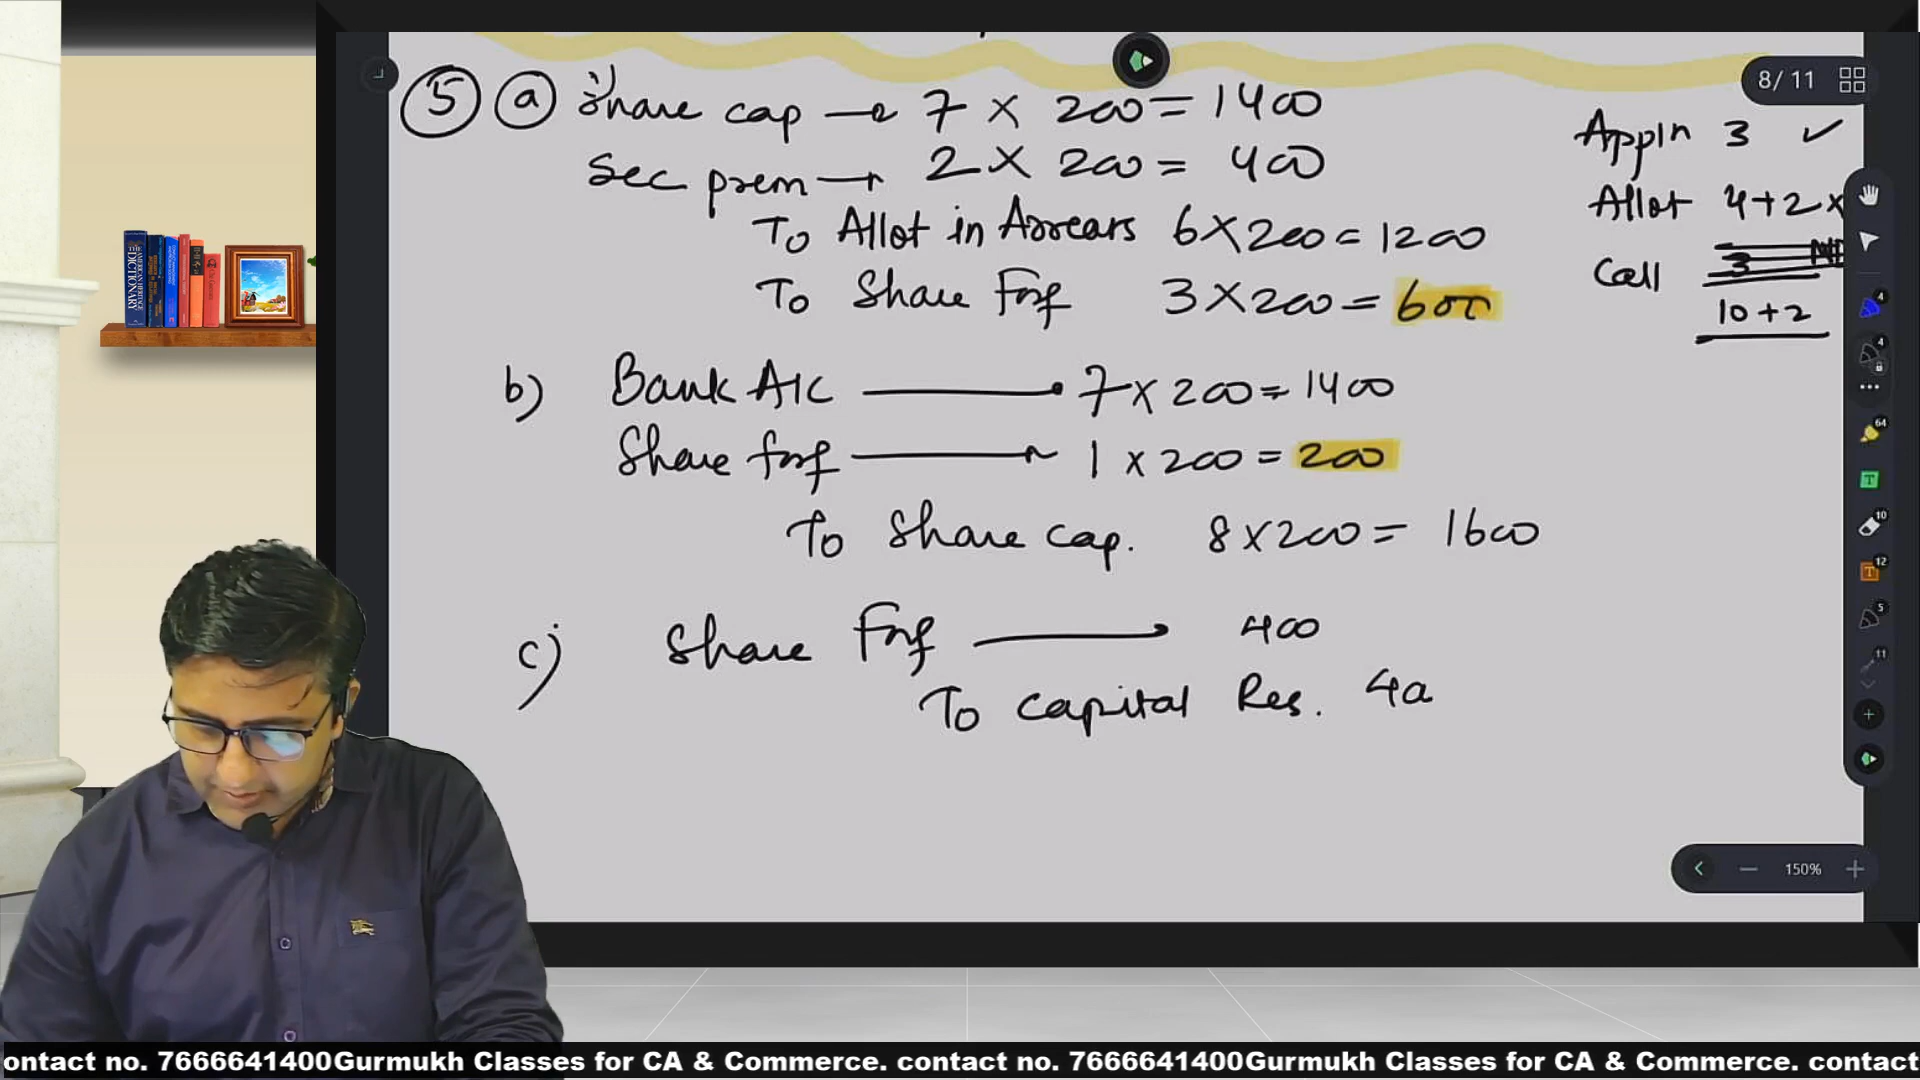 8/ 11
5 a i) Share cap → 7 x 200 = 1400
Sec prem → 2 x 200 = 400
To Allot in Arrears 6 x 200 = 1200
To Share Forf 3 x 200 = 600
Appln 3 ✓
Allot 4+2 x
Call 3
10+2
b) Bank A/C → 7 x 200 = 1400
Share forf → 1 x 200 = 200
To Share cap. 8 x 200 = 1600
c) Share Forf → 400
To capital Res. 400
150%
THE DICTIONARY
ontact no. 7666641400Gurmukh Classes for CA & Commerce. contact no. 7666641400Gurmukh Classes for CA & Commerce. contact